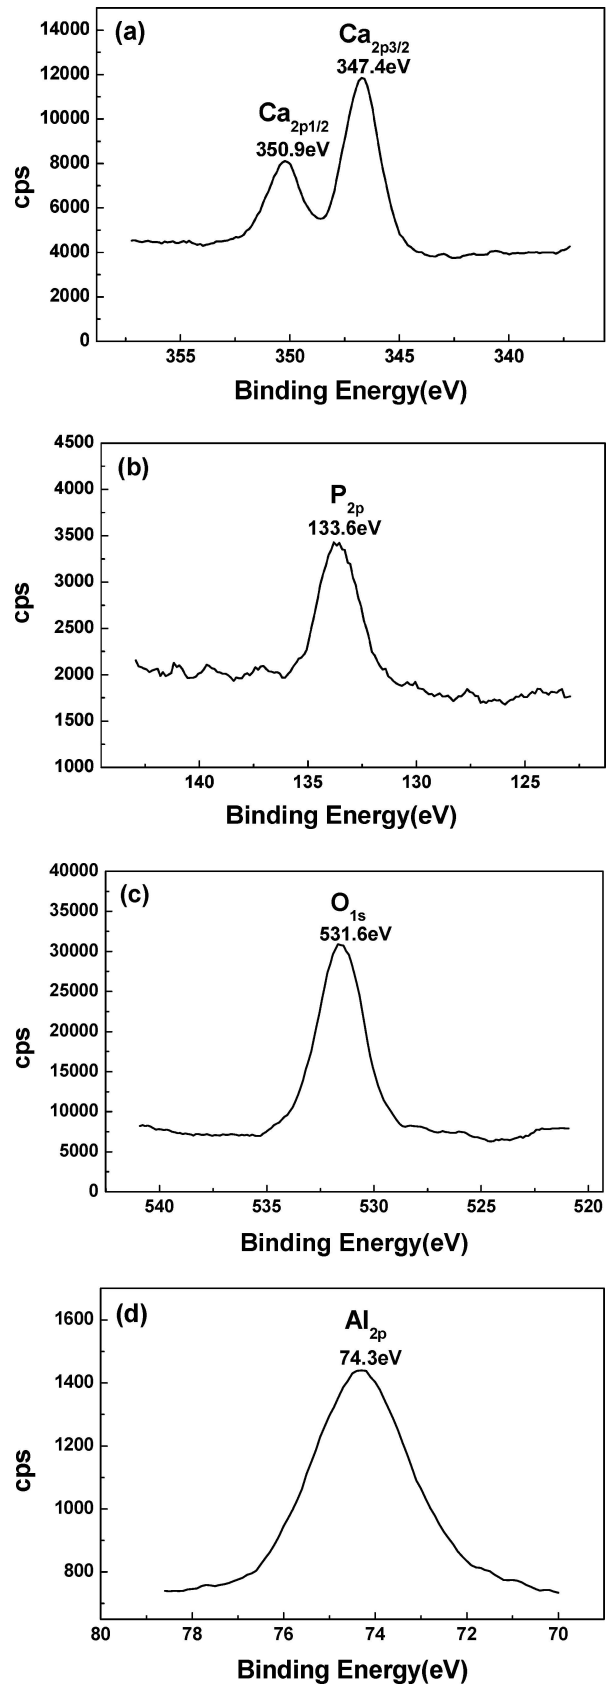 (a)
Ca2p3/2
347.4eV
Ca2p1/2
350.9eV
14000
12000
10000
8000
6000
4000
2000
0
cps
355 350 345 340
Binding Energy(eV)
(b)
P2p
133.6eV
4500
4000
3500
3000
2500
2000
1500
1000
cps
140 135 130 125
Binding Energy(eV)
(c)
O1s
531.6eV
40000
35000
30000
25000
20000
15000
10000
5000
0
cps
540 535 530 525 520
Binding Energy(eV)
(d)
Al2p
74.3eV
1600
1400
1200
1000
800
cps
80 78 76 74 72 70
Binding Energy(eV)